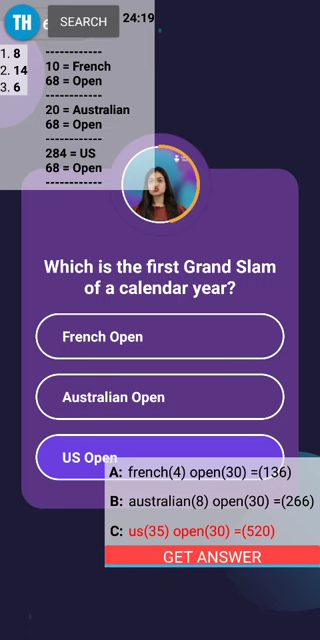 TH
SEARCH
24:19
1. 8
2. 14
3. 6
------------
10 = French
68 = Open
------------
20 = Australian
68 = Open
------------
284 = US
68 = Open
------------
Which is the first Grand Slam
of a calendar year?
French Open
Australian Open
US Open
A: french(4) open(30) =(136)
B: australian(8) open(30) =(266)
C: us(35) open(30) =(520)
GET ANSWER